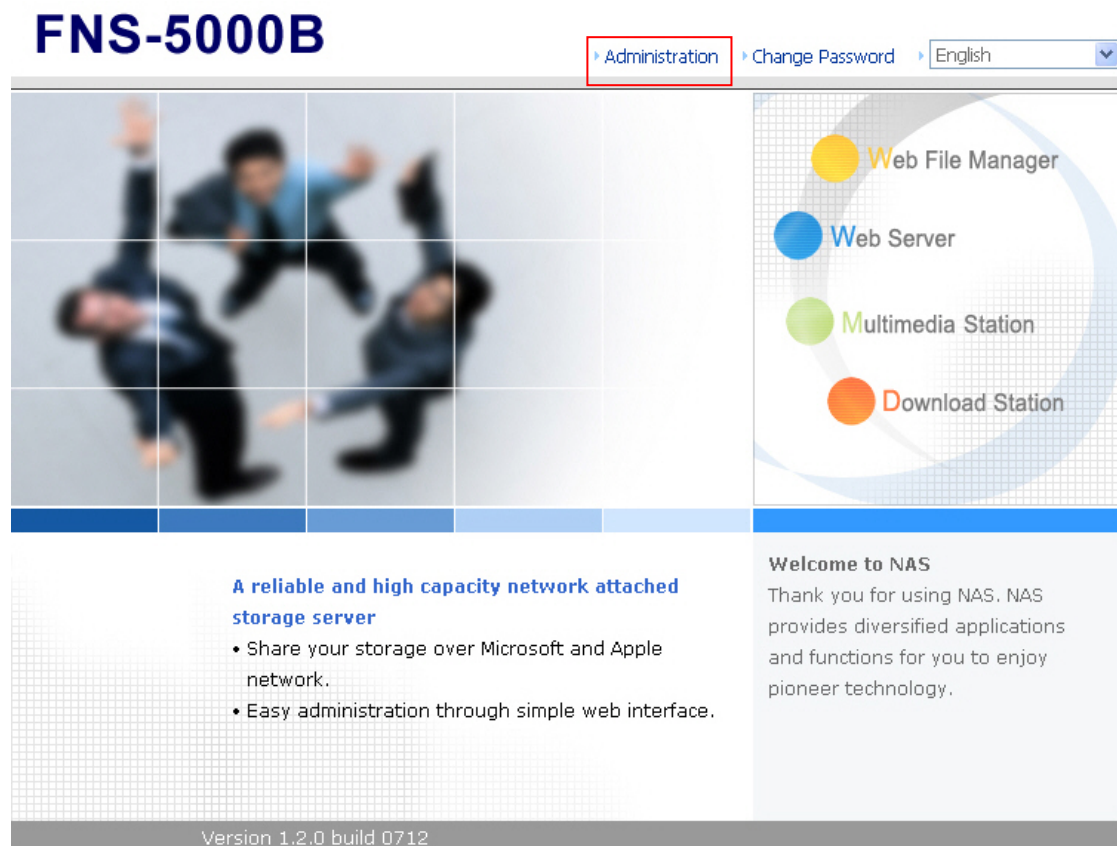 FNS-5000B
Administration
Change Password
English
Web File Manager
Web Server
Multimedia Station
Download Station
A reliable and high capacity network attached
storage server
• Share your storage over Microsoft and Apple
network.
• Easy administration through simple web interface.
Welcome to NAS
Thank you for using NAS. NAS
provides diversified applications
and functions for you to enjoy
pioneer technology.
Version 1.2.0 build 0712